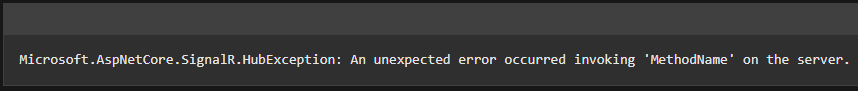 Microsoft.AspNetCore.SignalR.HubException: An unexpected error occurred invoking 'MethodName' on the server.